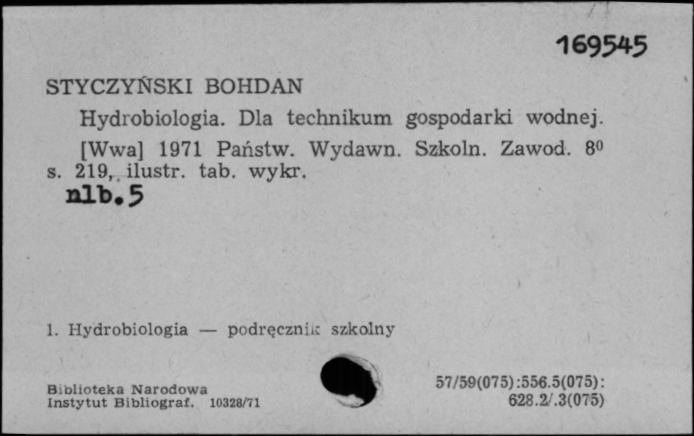 169545
STYCZYŃSKI BOHDAN
Hydrobiologia. Dla technikum gospodarki wodnej.
[Wwa] 1971 Państw. Wydawn. Szkoln. Zawod. 8⁰
s. 219, ilustr. tab. wykr.
nlb. 5
1. Hydrobiologia — podręcznik szkolny
Biblioteka Narodowa
Instytut Bibliograf. 10328/71
57/59(075):556.5(075):
628.2/.3(075)